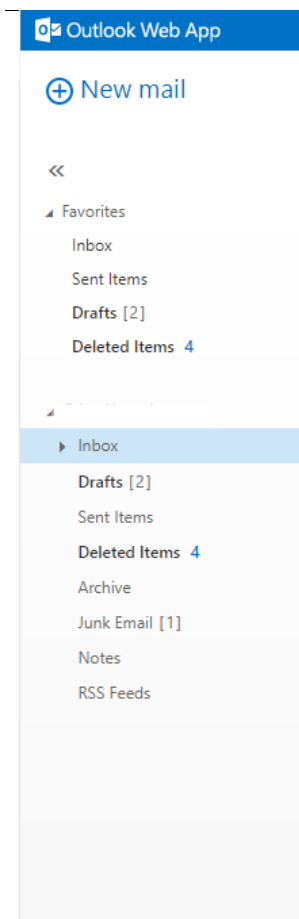 Outlook Web App
New mail
Favorites
Inbox
Sent Items
Drafts [2]
Deleted Items 4
Inbox
Drafts [2]
Sent Items
Deleted Items 4
Archive
Junk Email [1]
Notes
RSS Feeds